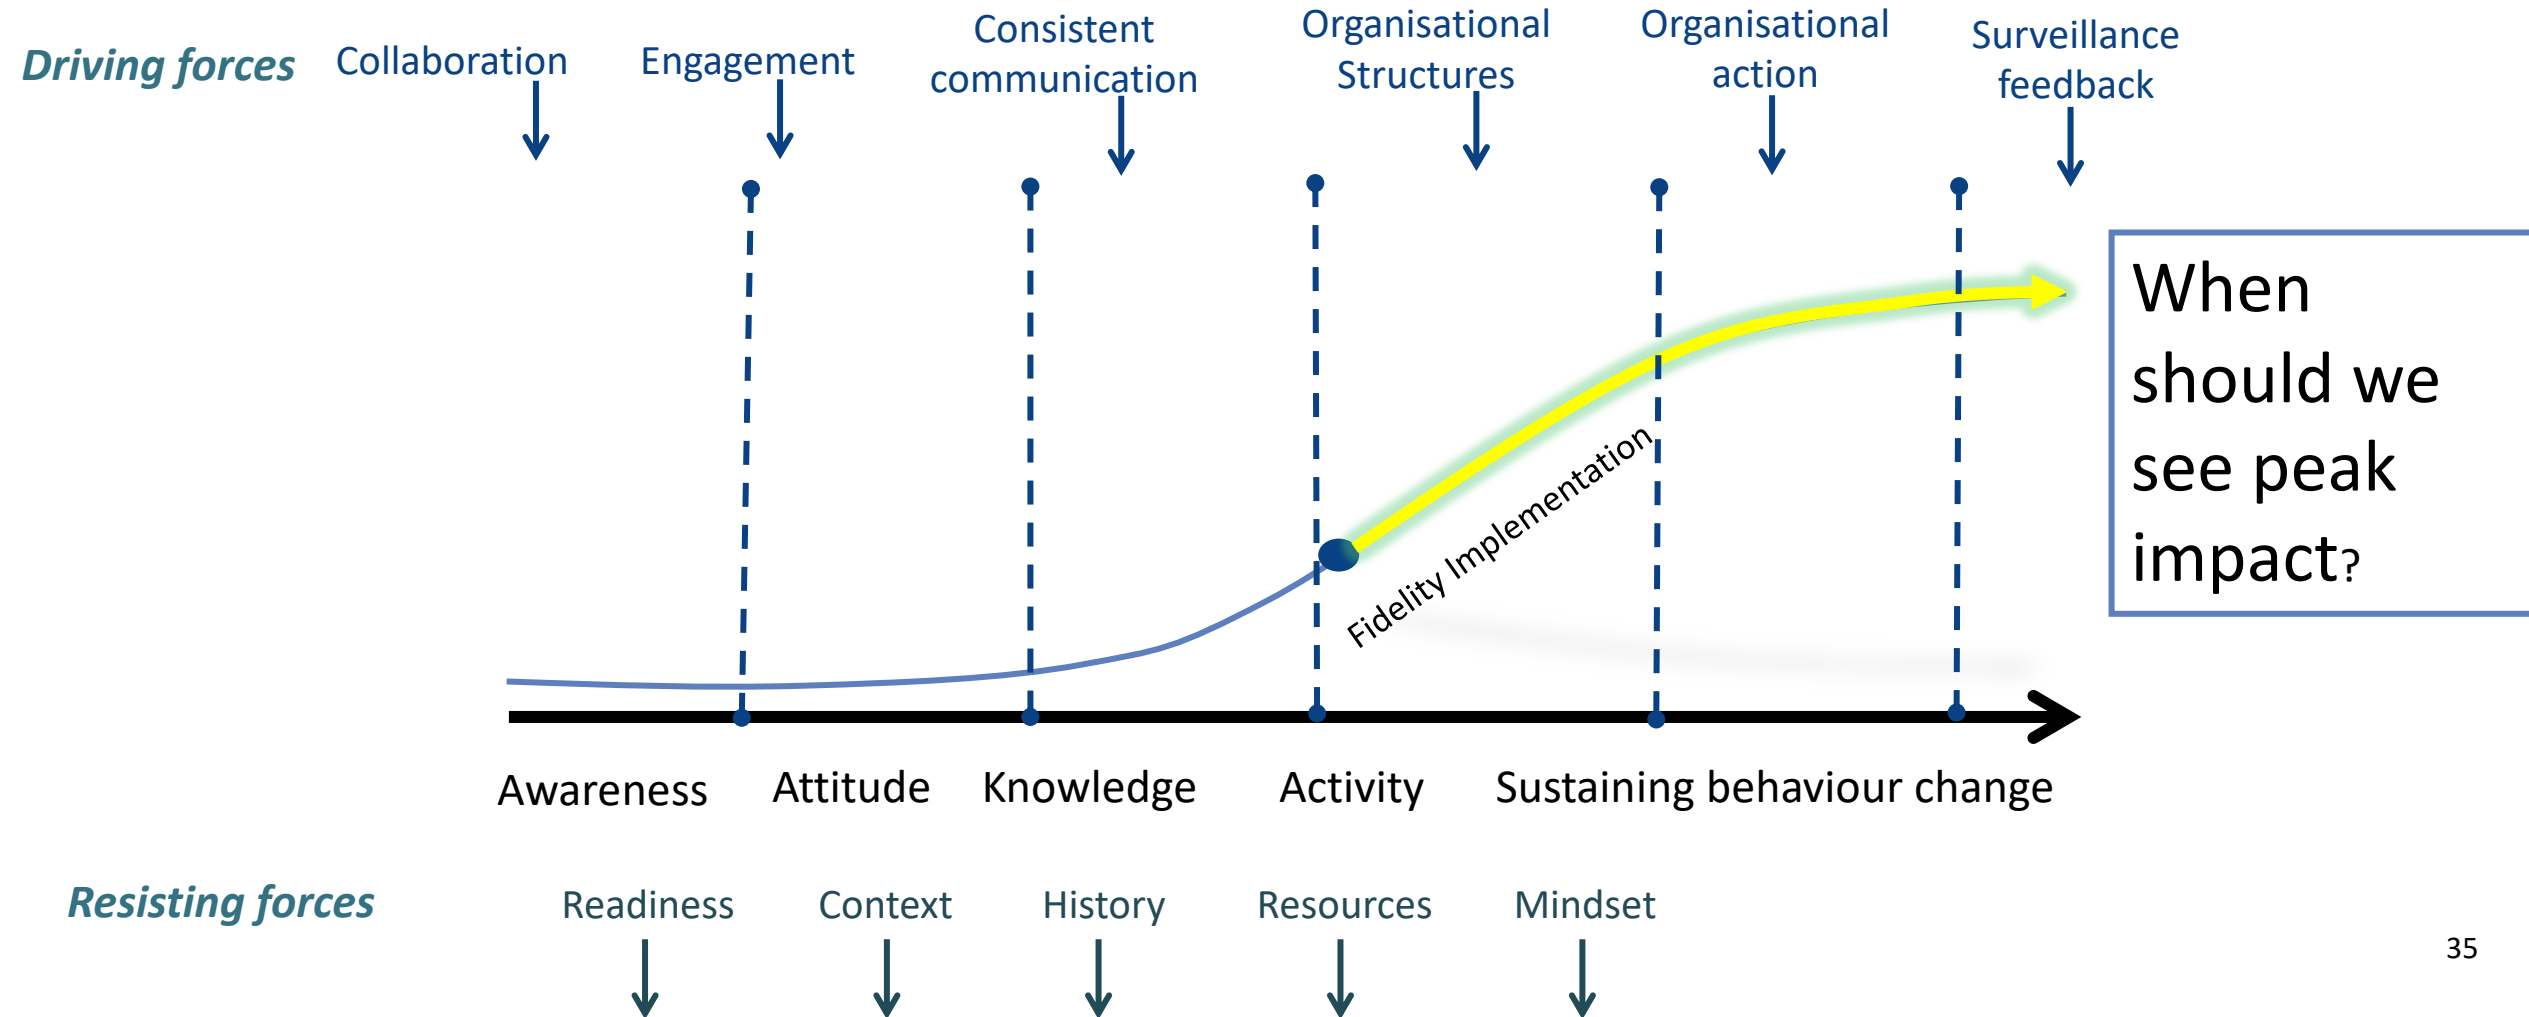 Driving forces
Collaboration
Engagement
Consistent
communication
Organisational
Structures
Organisational
action
Surveillance
feedback
When
should we
see peak
impact?
Fidelity Implementation
Awareness
Attitude
Knowledge
Activity
Sustaining behaviour change
Resisting forces
Readiness
Context
History
Resources
Mindset
35